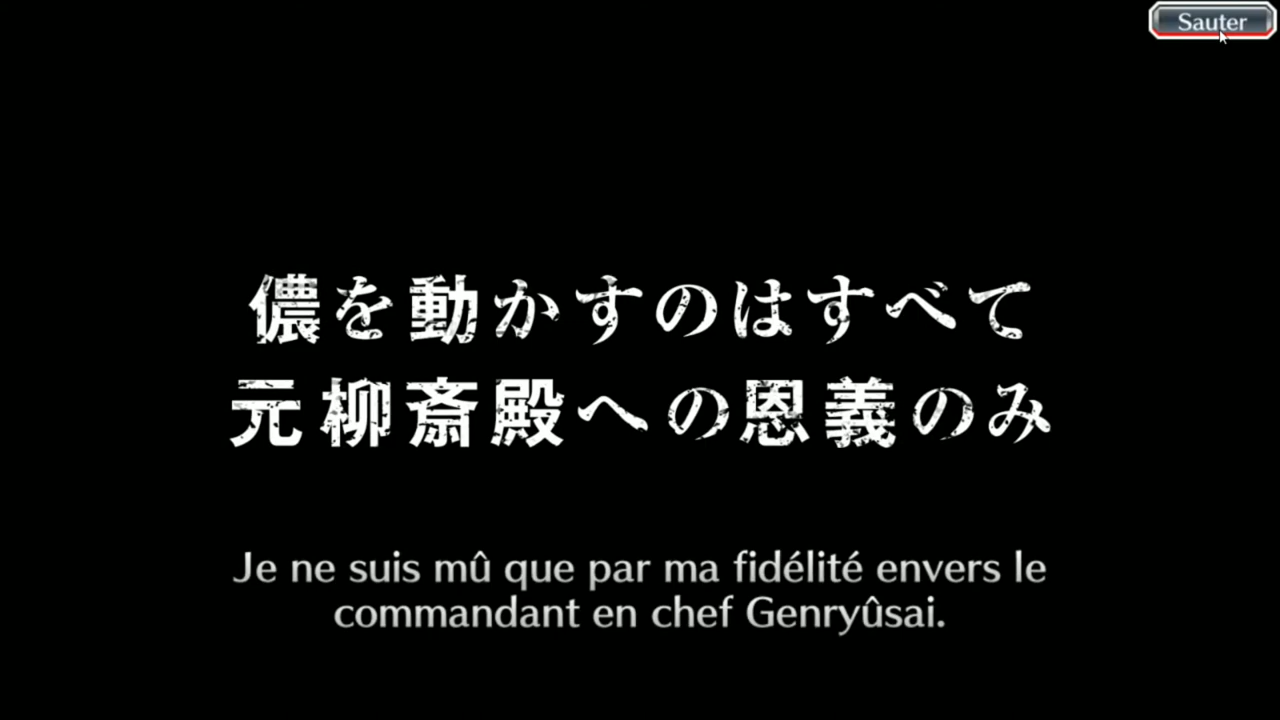 Sauter
儂を動かすのはすべて
元柳斎殿への恩義のみ
Je ne suis mû que par ma fidélité envers le
commandant en chef Genryûsai.